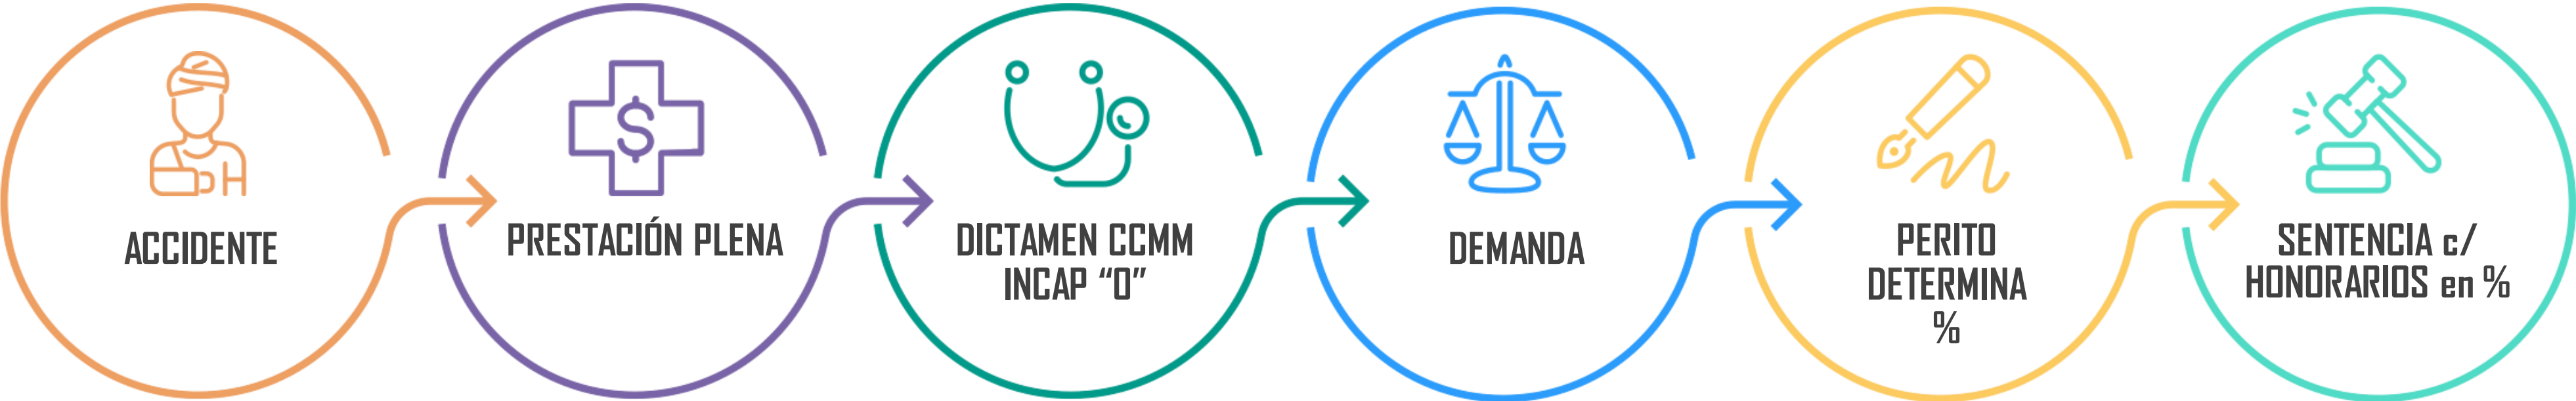 ACCIDENTE
PRESTACIÓN PLENA
DICTAMEN CCMM
INCAP “0”
DEMANDA
PERITO
DETERMINA
%
SENTENCIA c/
HONORARIOS en %